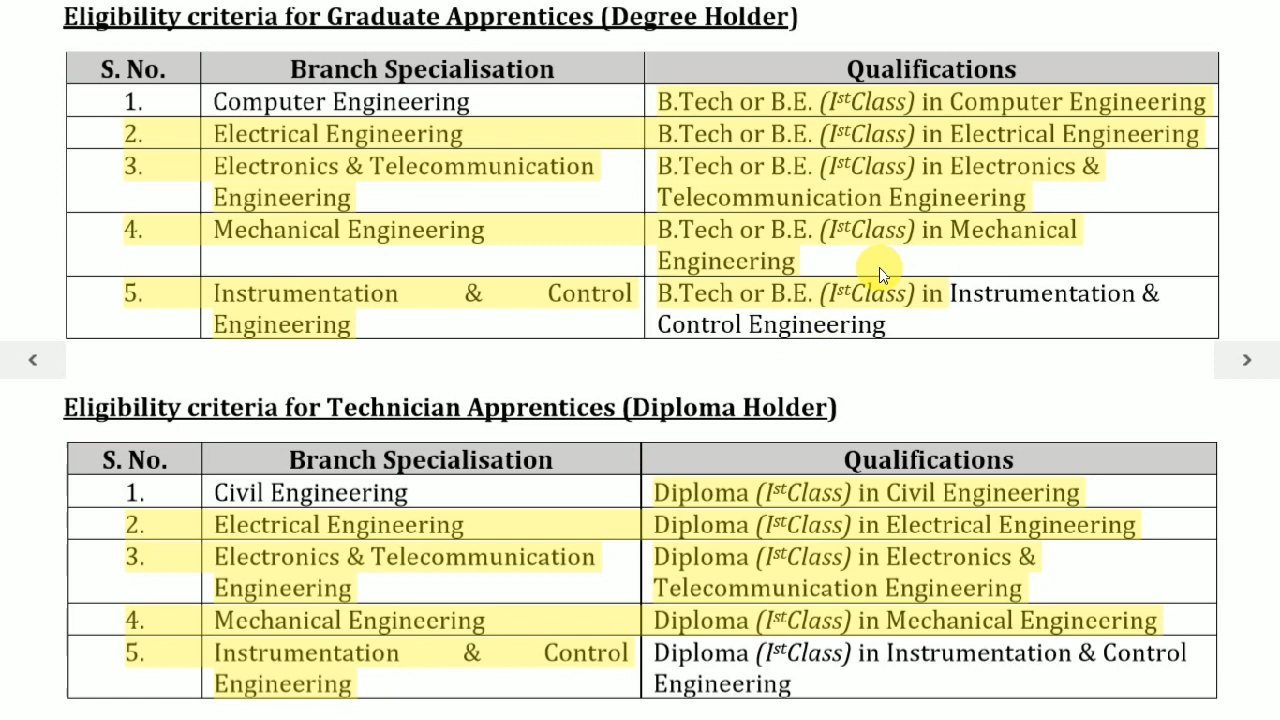 Eligibility criteria for Graduate Apprentices (Degree Holder)
S. No. Branch Specialisation Qualifications
1. Computer Engineering B.Tech or B.E. (IstClass) in Computer Engineering
2. Electrical Engineering B.Tech or B.E. (IstClass) in Electrical Engineering
3. Electronics & Telecommunication B.Tech or B.E. (IstClass) in Electronics &
Engineering Telecommunication Engineering
4. Mechanical Engineering B.Tech or B.E. (IstClass) in Mechanical
Engineering
5. Instrumentation & Control B.Tech or B.E. (IstClass) in Instrumentation &
Engineering Control Engineering
Eligibility criteria for Technician Apprentices (Diploma Holder)
S. No. Branch Specialisation Qualifications
1. Civil Engineering Diploma (IstClass) in Civil Engineering
2. Electrical Engineering Diploma (IstClass) in Electrical Engineering
3. Electronics & Telecommunication Diploma (IstClass) in Electronics &
Engineering Telecommunication Engineering
4. Mechanical Engineering Diploma (IstClass) in Mechanical Engineering
5. Instrumentation & Control Diploma (IstClass) in Instrumentation & Control
Engineering Engineering